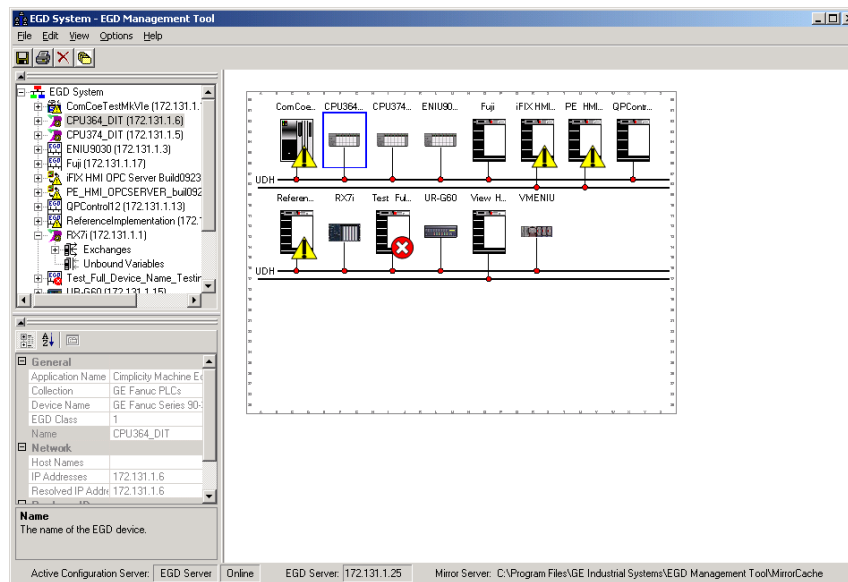 EGD System - EGD Management Tool
File Edit View Options Help
EGD System
ComCoeTestMkVIe (172.131.1.
CPU364_DIT (172.131.1.6)
CPU374_DIT (172.131.1.5)
ENIU9030 (172.131.1.3)
Fuji (172.131.1.17)
iFIX HMI OPC Server Build0923
PE_HMI_OPCSERVER_buil092
QPControl12 (172.131.1.13)
ReferenceImplementation (172.
RX7i (172.131.1.1)
Exchanges
Unbound Variables
Test_Full_Device_Name_Testin
UR-G60 (172.131.1.15)
General
Application Name Cimplicity Machine Ed
Collection GE Fanuc PLCs
Device Name GE Fanuc Series 90-
EGD Class 1
Name CPU364_DIT
Network
Host Names
IP Addresses 172.131.1.6
Resolved IP Addre 172.131.1.6
Name
The name of the EGD device.
ComCoe... CPU364... CPU374... ENIU90... Fuji iFIX HMI... PE_HMI... QPContr...
UDH
Referen... RX7i Test_Ful... UR-G60 View H... VMENIU
UDH
Active Configuration Server: EGD Server Online EGD Server: 172.131.1.25 Mirror Server: C:\Program Files\GE Industrial Systems\EGD Management Tool\MirrorCache